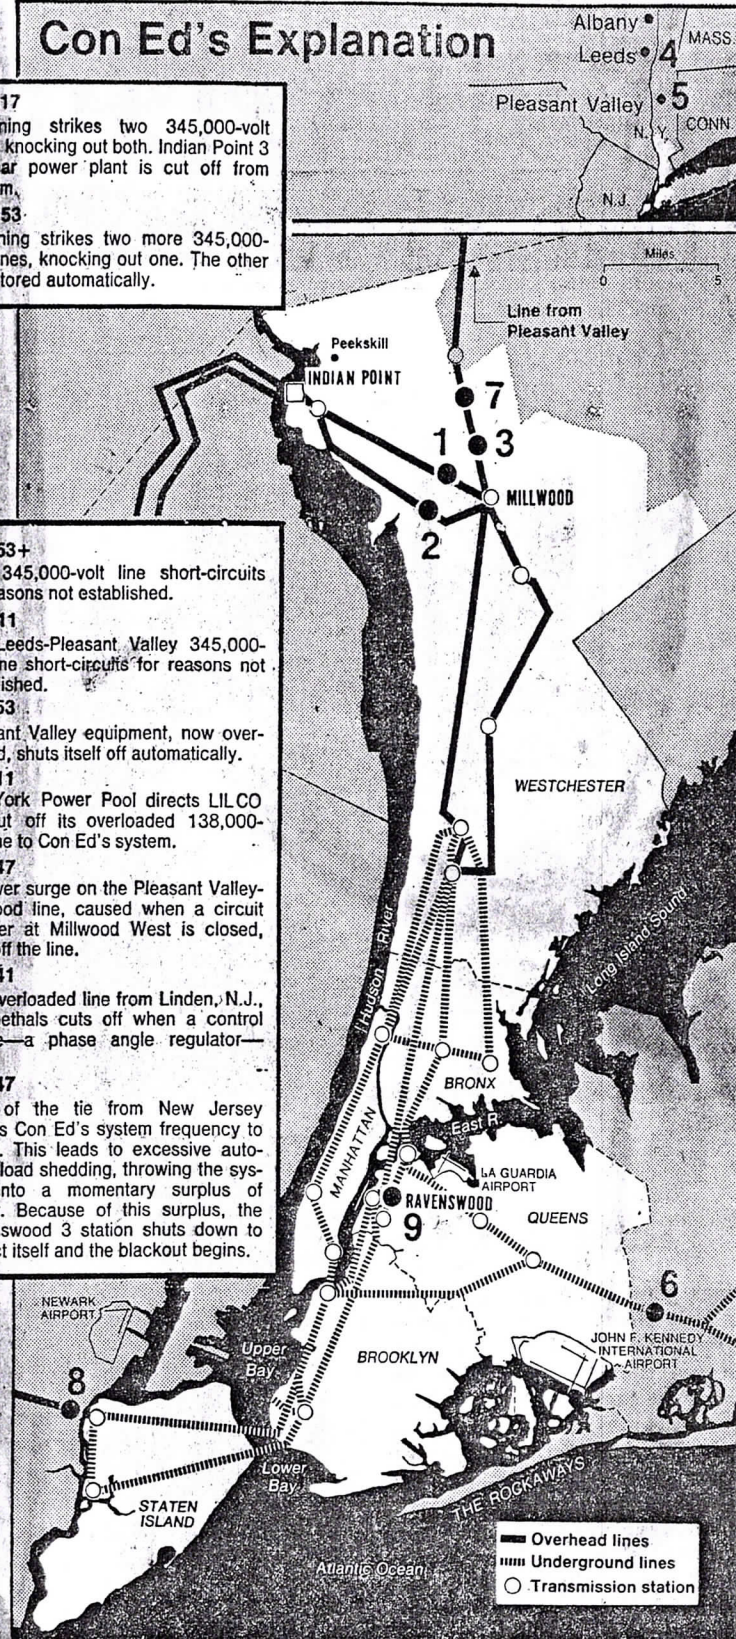 Con Ed's Explanation
Albany
Leeds
4
MASS.
Pleasant Valley
5
N.Y.
CONN
N.J.
17
ning strikes two 345,000-volt
knocking out both. Indian Point 3
ar power plant is cut off from
m.
53
ning strikes two more 345,000-
nes, knocking out one. The other
tored automatically.
Miles
0 5
Line from
Pleasant Valley
Peekskill
INDIAN POINT
7
3
1
MILLWOOD
2
53+
345,000-volt line short-circuits
asons not established.
11
Leeds-Pleasant Valley 345,000-
ne short-circuits for reasons not
ished.
53
ant Valley equipment, now over-
d, shuts itself off automatically.
11
York Power Pool directs LILCO
ut off its overloaded 138,000-
ne to Con Ed's system.
47
ver surge on the Pleasant Valley-
ood line, caused when a circuit
er at Millwood West is closed,
off the line.
41
verloaded line from Linden, N.J.,
ethals cuts off when a control
e—a phase angle regulator—
47
of the tie from New Jersey
s Con Ed's system frequency to
. This leads to excessive auto-
load shedding, throwing the sys-
nto a momentary surplus of
. Because of this surplus, the
swood 3 station shuts down to
ct itself and the blackout begins.
WESTCHESTER
Hudson River
Long Island Sound
BRONX
MANHATTAN
East R.
LA GUARDIA
AIRPORT
RAVENSWOOD
9
QUEENS
6
NEWARK
AIRPORT
Upper
Bay
BROOKLYN
JOHN F. KENNEDY
INTERNATIONAL
AIRPORT
8
Lower
Bay
STATEN
ISLAND
THE ROCKAWAYS
Atlantic Ocean
Overhead lines
Underground lines
Transmission station